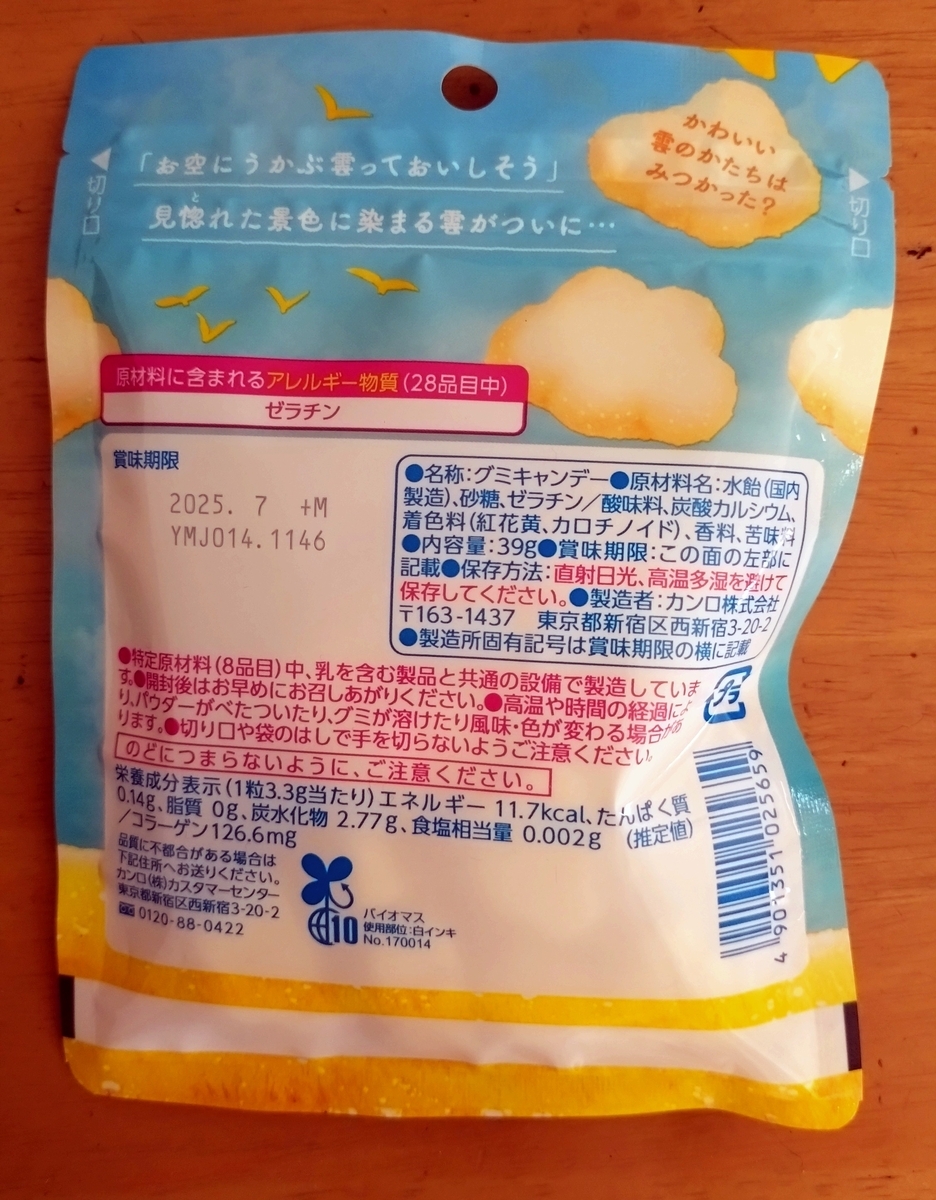 「お空にうかぶ雲っておいしそう」
見惚れた景色に染まる雲がついに…
と
かわいい
雲のかたちは
みつかった?
切り口
切り口
原材料に含まれるアレルギー物質(28品目中)
ゼラチン
賞味期限
2025. 7 +M
YMJ014.1146
●名称:グミキャンデー●原材料名:水飴(国内
製造)、砂糖、ゼラチン/酸味料、炭酸カルシウム、
着色料(紅花黄、カロチノイド)、香料、苦味料
●内容量:39g●賞味期限:この面の左部に
記載●保存方法:直射日光、高温多湿を避けて
保存してください。●製造者:カンロ株式会社
〒163-1437 東京都新宿区西新宿3-20-2
●製造所固有記号は賞味期限の横に記載
●特定原材料(8品目)中、乳を含む製品と共通の設備で製造していま
す。●開封後はお早めにお召しあがりください。●高温や時間の経過によ
り、パウダーがべたついたり、グミが溶けたり風味・色が変わる場合があ
ります。●切り口や袋のはしで手を切らないようご注意ください。
のどにつまらないように、ご注意ください。
プラ
栄養成分表示(1粒3.3g当たり)エネルギー 11.7kcal、たんぱく質
0.14g、脂質 0g、炭水化物 2.77g、食塩相当量 0.002g (推定値)
/コラーゲン126.6mg
品質に不都合がある場合は
下記住所へお送りください。
カンロ(株)カスタマーセンター
東京都新宿区西新宿3-20-2
0120-88-0422
10
バイオマス
使用部位:白インキ
No.170014
4 901351 025659